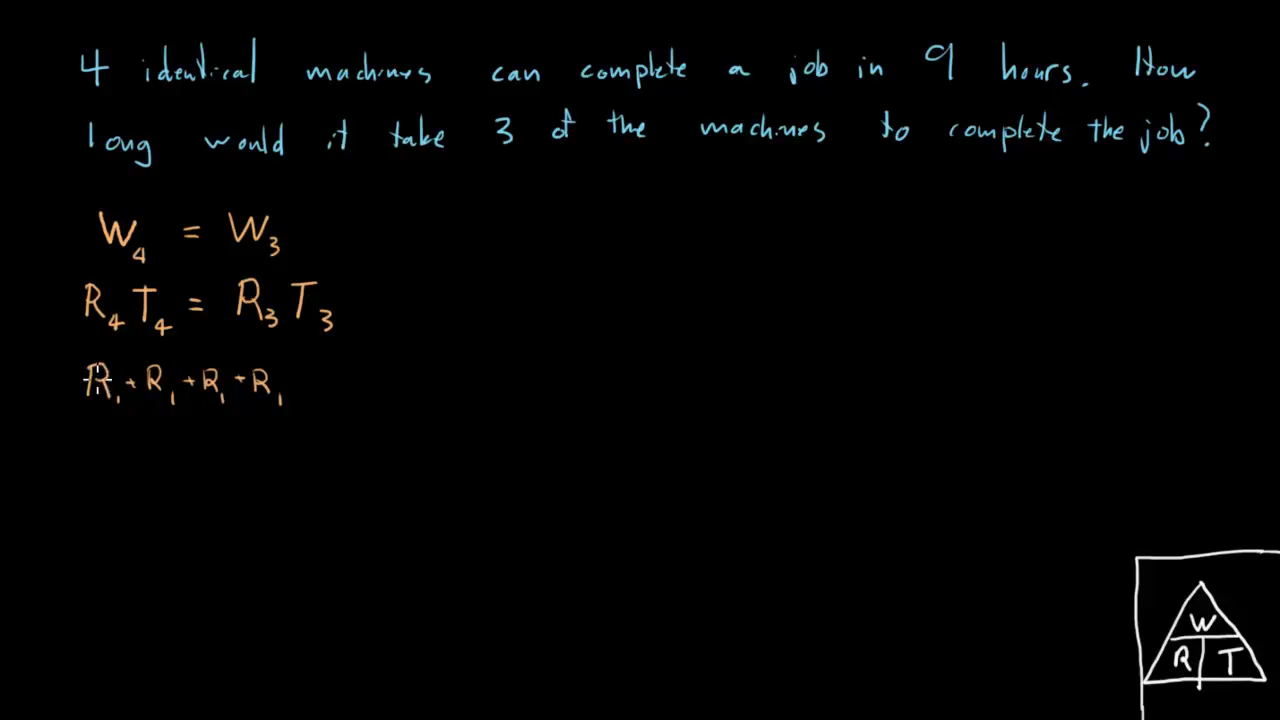 4 identical machines can complete a job in 9 hours. How
long would it take 3 of the machines to complete the job?
W₄ = W₃
R₄ T₄ = R₃ T₃
R₁ + R₁ + R₁ + R₁
W
R T